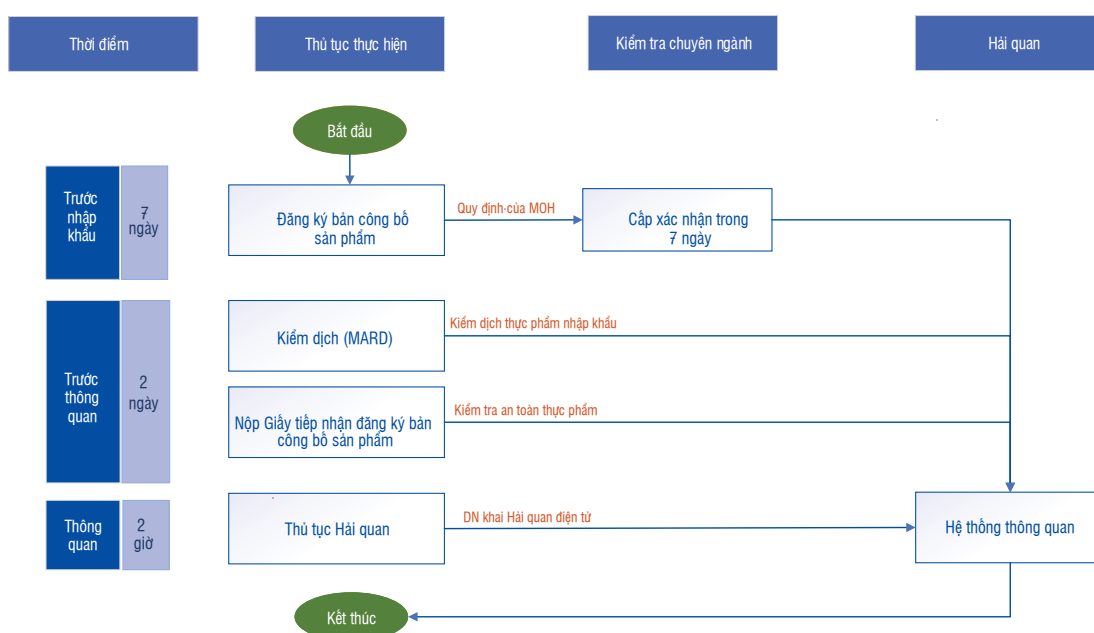 Thời điểm
Thủ tục thực hiện
Kiểm tra chuyên ngành
Hải quan
Bắt đầu
Trước
nhập
khẩu
7
ngày
Đăng ký bản công bố
sản phẩm
Quy định của MOH
Cấp xác nhận trong
7 ngày
Trước
thông
quan
2
ngày
Kiểm dịch (MARD)
Kiểm dịch thực phẩm nhập khẩu
Nộp Giấy tiếp nhận đăng ký bản
công bố sản phẩm
Kiểm tra an toàn thực phẩm
Thông
quan
2
giờ
Thủ tục Hải quan
DN khai Hải quan điện tử
Hệ thống thông quan
Kết thúc